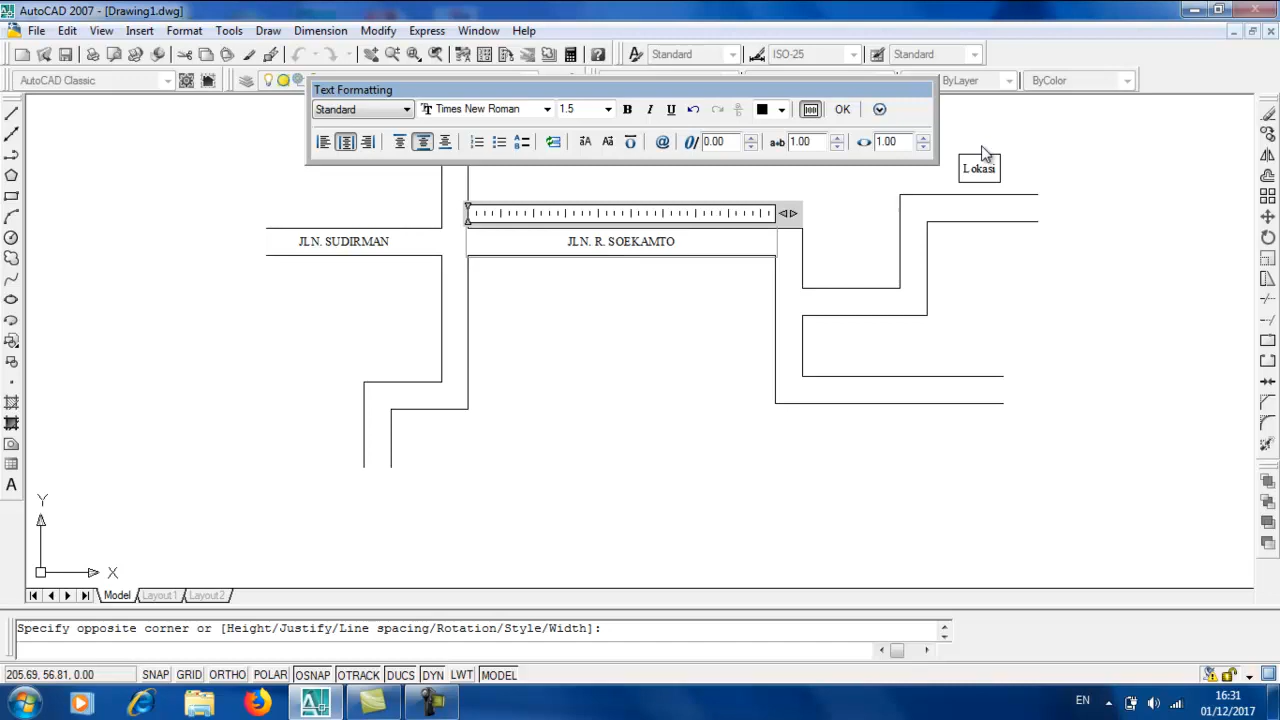 AutoCAD 2007 - [Drawing1.dwg]
File Edit View Insert Format Tools Draw Dimension Modify Express Window Help
Standard ISO-25 Standard
AutoCAD Classic ByLayer ByColor
Text Formatting
Standard Times New Roman 1.5 B I U OK
@ 0/ 0.00 a+b 1.00 1.00
Lokasi
JLN. SUDIRMAN JLN. R. SOEKAMTO
A
Y
X
Model Layout1 Layout2
Specify opposite corner or [Height/Justify/Line spacing/Rotation/Style/Width]:
205.69, 56.81, 0.00 SNAP GRID ORTHO POLAR OSNAP OTRACK DUCS DYN LWT MODEL
EN 16:31
01/12/2017